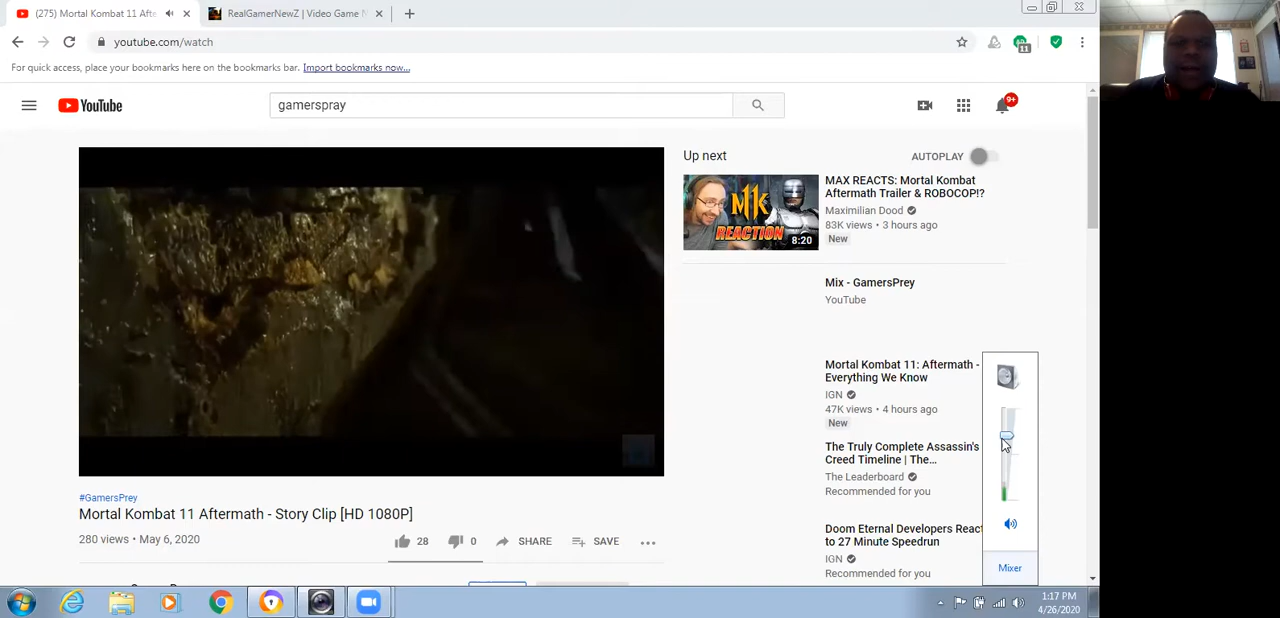 (275) Mortal Kombat 11 Afte
RealGamerNewZ | Video Game N
youtube.com/watch
11
For quick access, place your bookmarks here on the bookmarks bar. Import bookmarks now...
YouTube
gamerspray
9+
Up next
AUTOPLAY
MK
REACTION
8:20
MAX REACTS: Mortal Kombat
Aftermath Trailer & ROBOCOP!?
Maximilian Dood
83K views • 3 hours ago
New
Mix - GamersPrey
YouTube
Mortal Kombat 11: Aftermath -
Everything We Know
IGN
47K views • 4 hours ago
New
The Truly Complete Assassin's
Creed Timeline | The...
The Leaderboard
Recommended for you
Doom Eternal Developers React
to 27 Minute Speedrun
IGN
Recommended for you
Mixer
#GamersPrey
Mortal Kombat 11 Aftermath - Story Clip [HD 1080P]
280 views • May 6, 2020
28
0
SHARE
SAVE
1:17 PM
4/26/2020